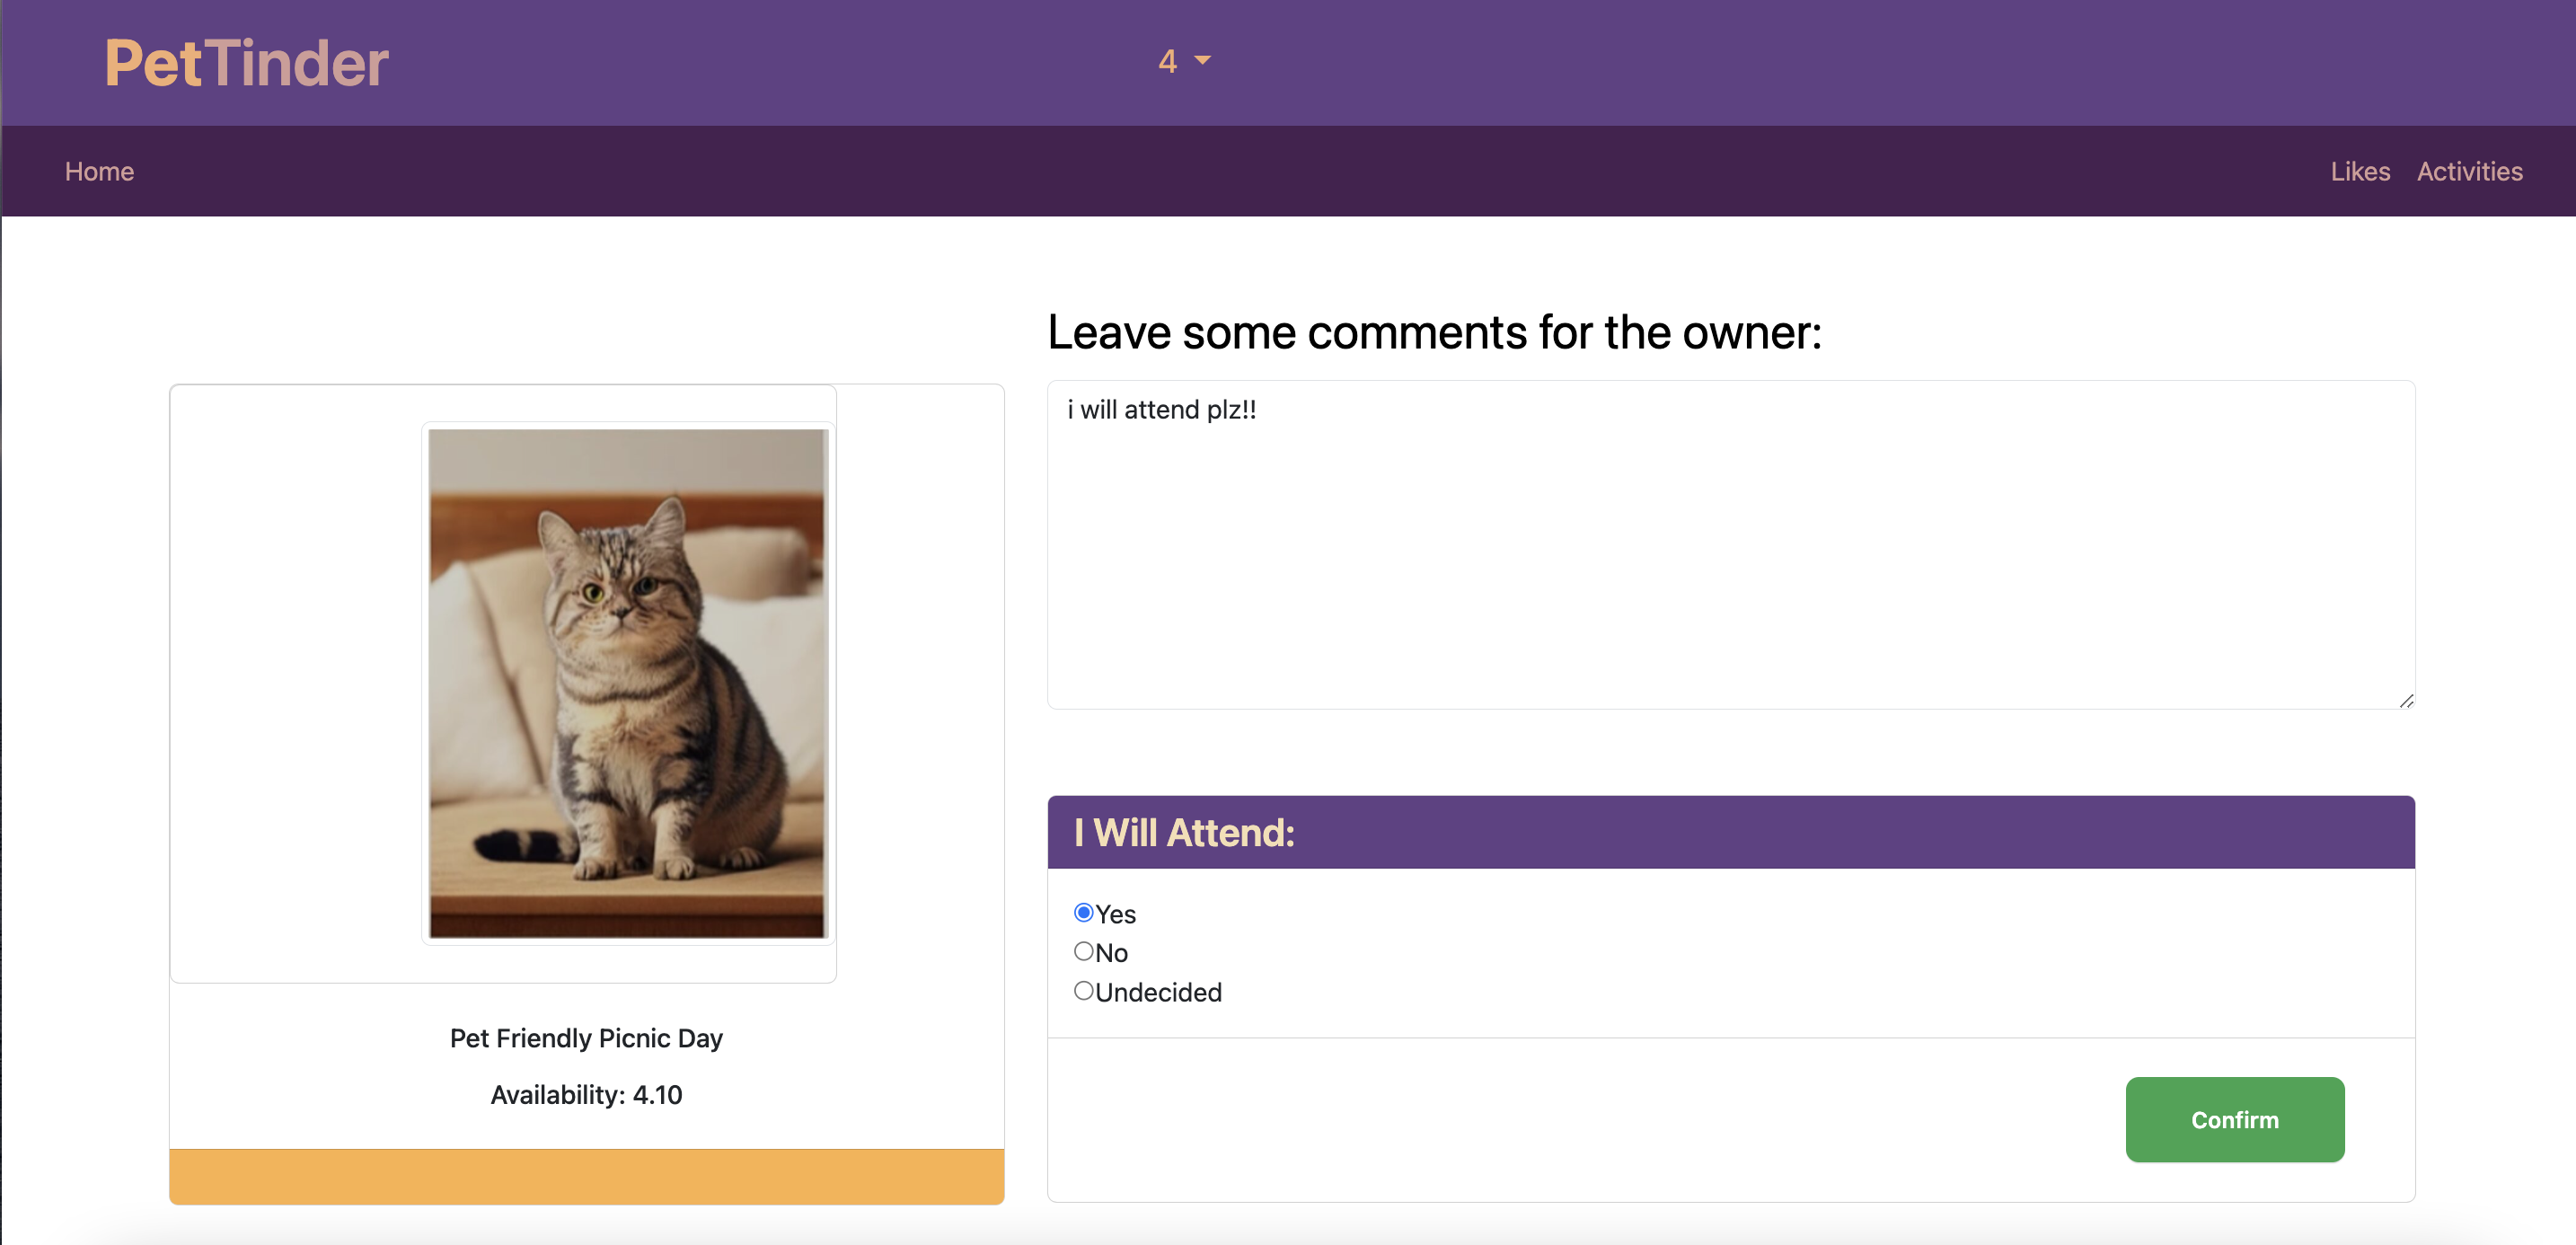 PetTinder
4
Home
Likes Activities
Leave some comments for the owner:
i will attend plz!!
Pet Friendly Picnic Day
Availability: 4.10
I Will Attend:
Yes
No
Undecided
Confirm